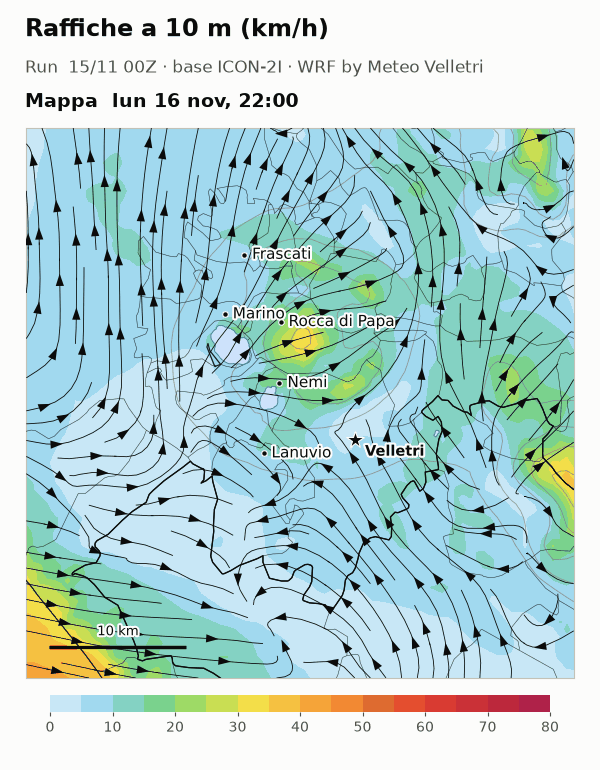 Raffiche a 10 m (km/h)
Run  15/11 00Z · base ICON-2I · WRF by Meteo Velletri
Mappa  lun 16 nov, 22:00
Frascati
Marino
Rocca di Papa
Nemi
Velletri
Lanuvio
10 km
0 10 20 30 40 50 60 70 80